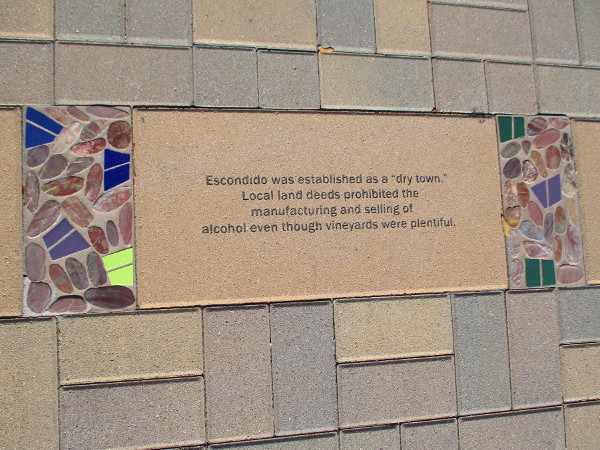 Escondido was established as a “dry town.”
Local land deeds prohibited the
manufacturing and selling of
alcohol even though vineyards were plentiful.